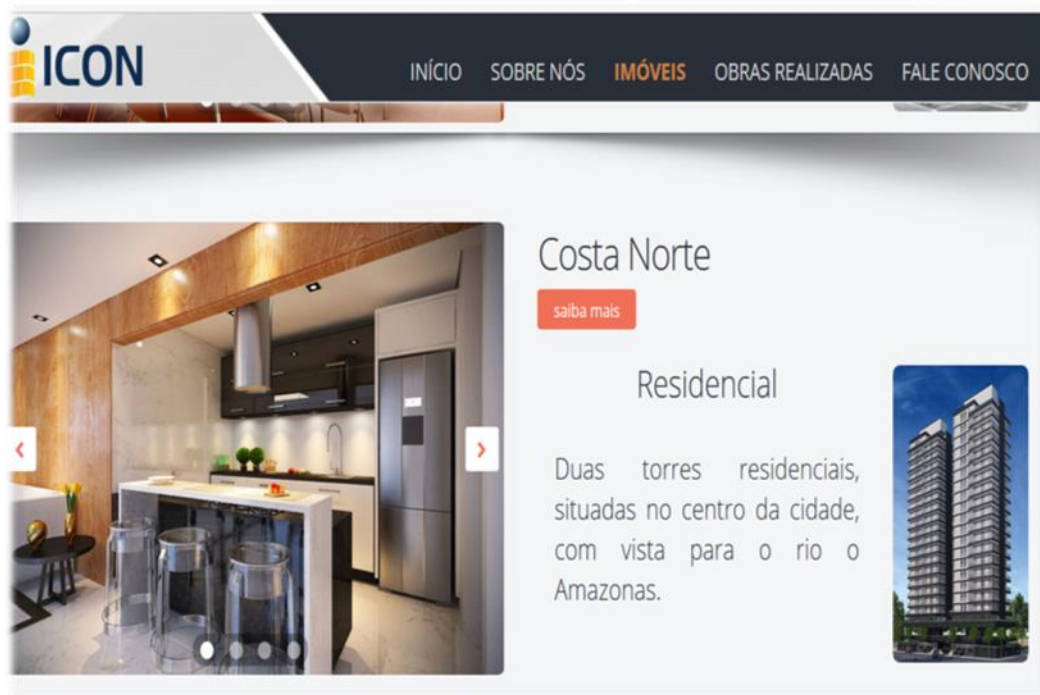 ICON
INÍCIO SOBRE NÓS IMÓVEIS OBRAS REALIZADAS FALE CONOSCO
Costa Norte
saiba mais
Residencial
Duas torres residenciais,
situadas no centro da cidade,
com vista para o rio o
Amazonas.